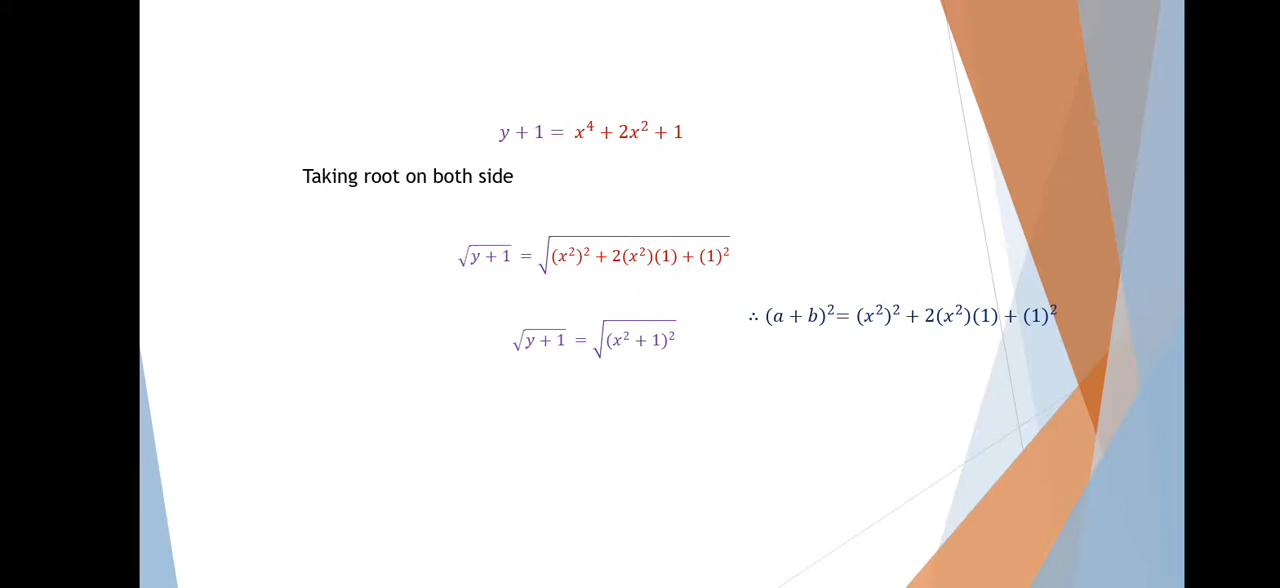 y + 1 = x⁴ + 2x² + 1
Taking root on both side
√(y + 1) = √((x²)² + 2(x²)(1) + (1)²)
∴ (a + b)²= (x²)² + 2(x²)(1) + (1)²
√(y + 1) = √((x² + 1)²)